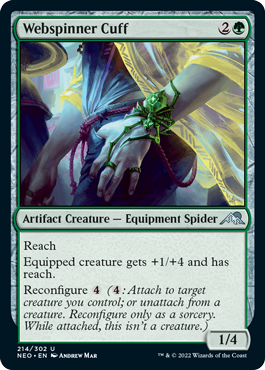 Webspinner Cuff 2
Artifact Creature — Equipment Spider
Reach
Equipped creature gets +1/+4 and has
reach.
Reconfigure 4 (4: Attach to target
creature you control; or unattach from
a creature. Reconfigure only as a sorcery.
While attached, this isn't a creature.)
1/4
214/302 U
NEO • EN ANDREW MAR
™ & © 2022 Wizards of the Coast